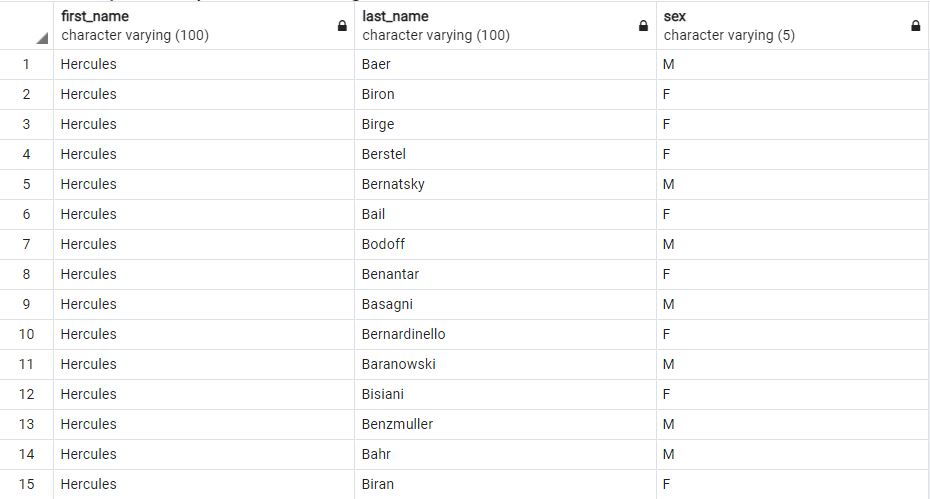 first_name last_name sex
character varying (100) character varying (100) character varying (5)
1 Hercules Baer M
2 Hercules Biron F
3 Hercules Birge F
4 Hercules Berstel F
5 Hercules Bernatsky M
6 Hercules Bail F
7 Hercules Bodoff M
8 Hercules Benantar F
9 Hercules Basagni M
10 Hercules Bernardinello F
11 Hercules Baranowski M
12 Hercules Bisiani F
13 Hercules Benzmuller M
14 Hercules Bahr M
15 Hercules Biran F